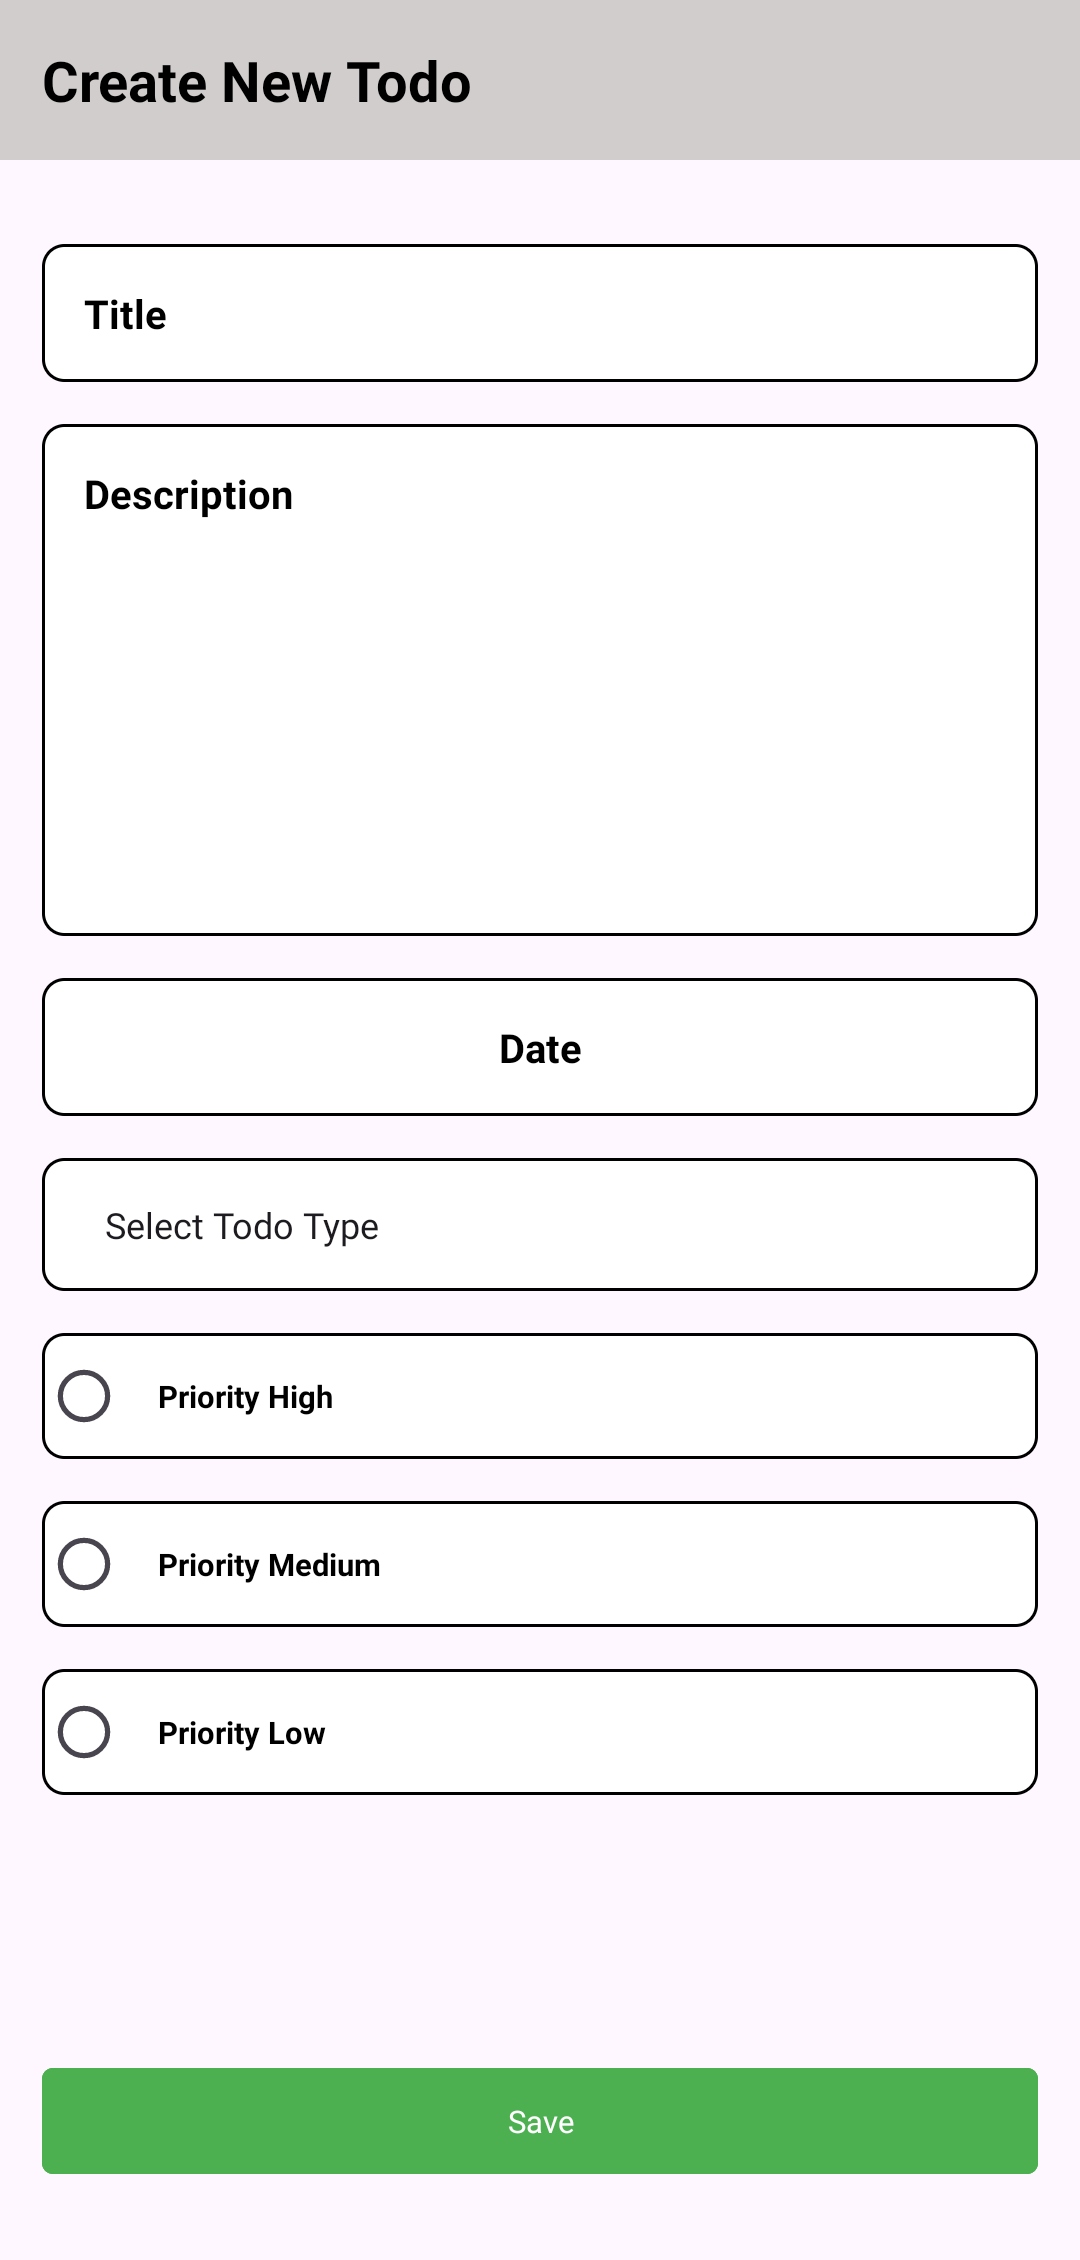 Create New Todo
Title
Description
Date
Select Todo Type
Priority High
Priority Medium
Priority Low
Save